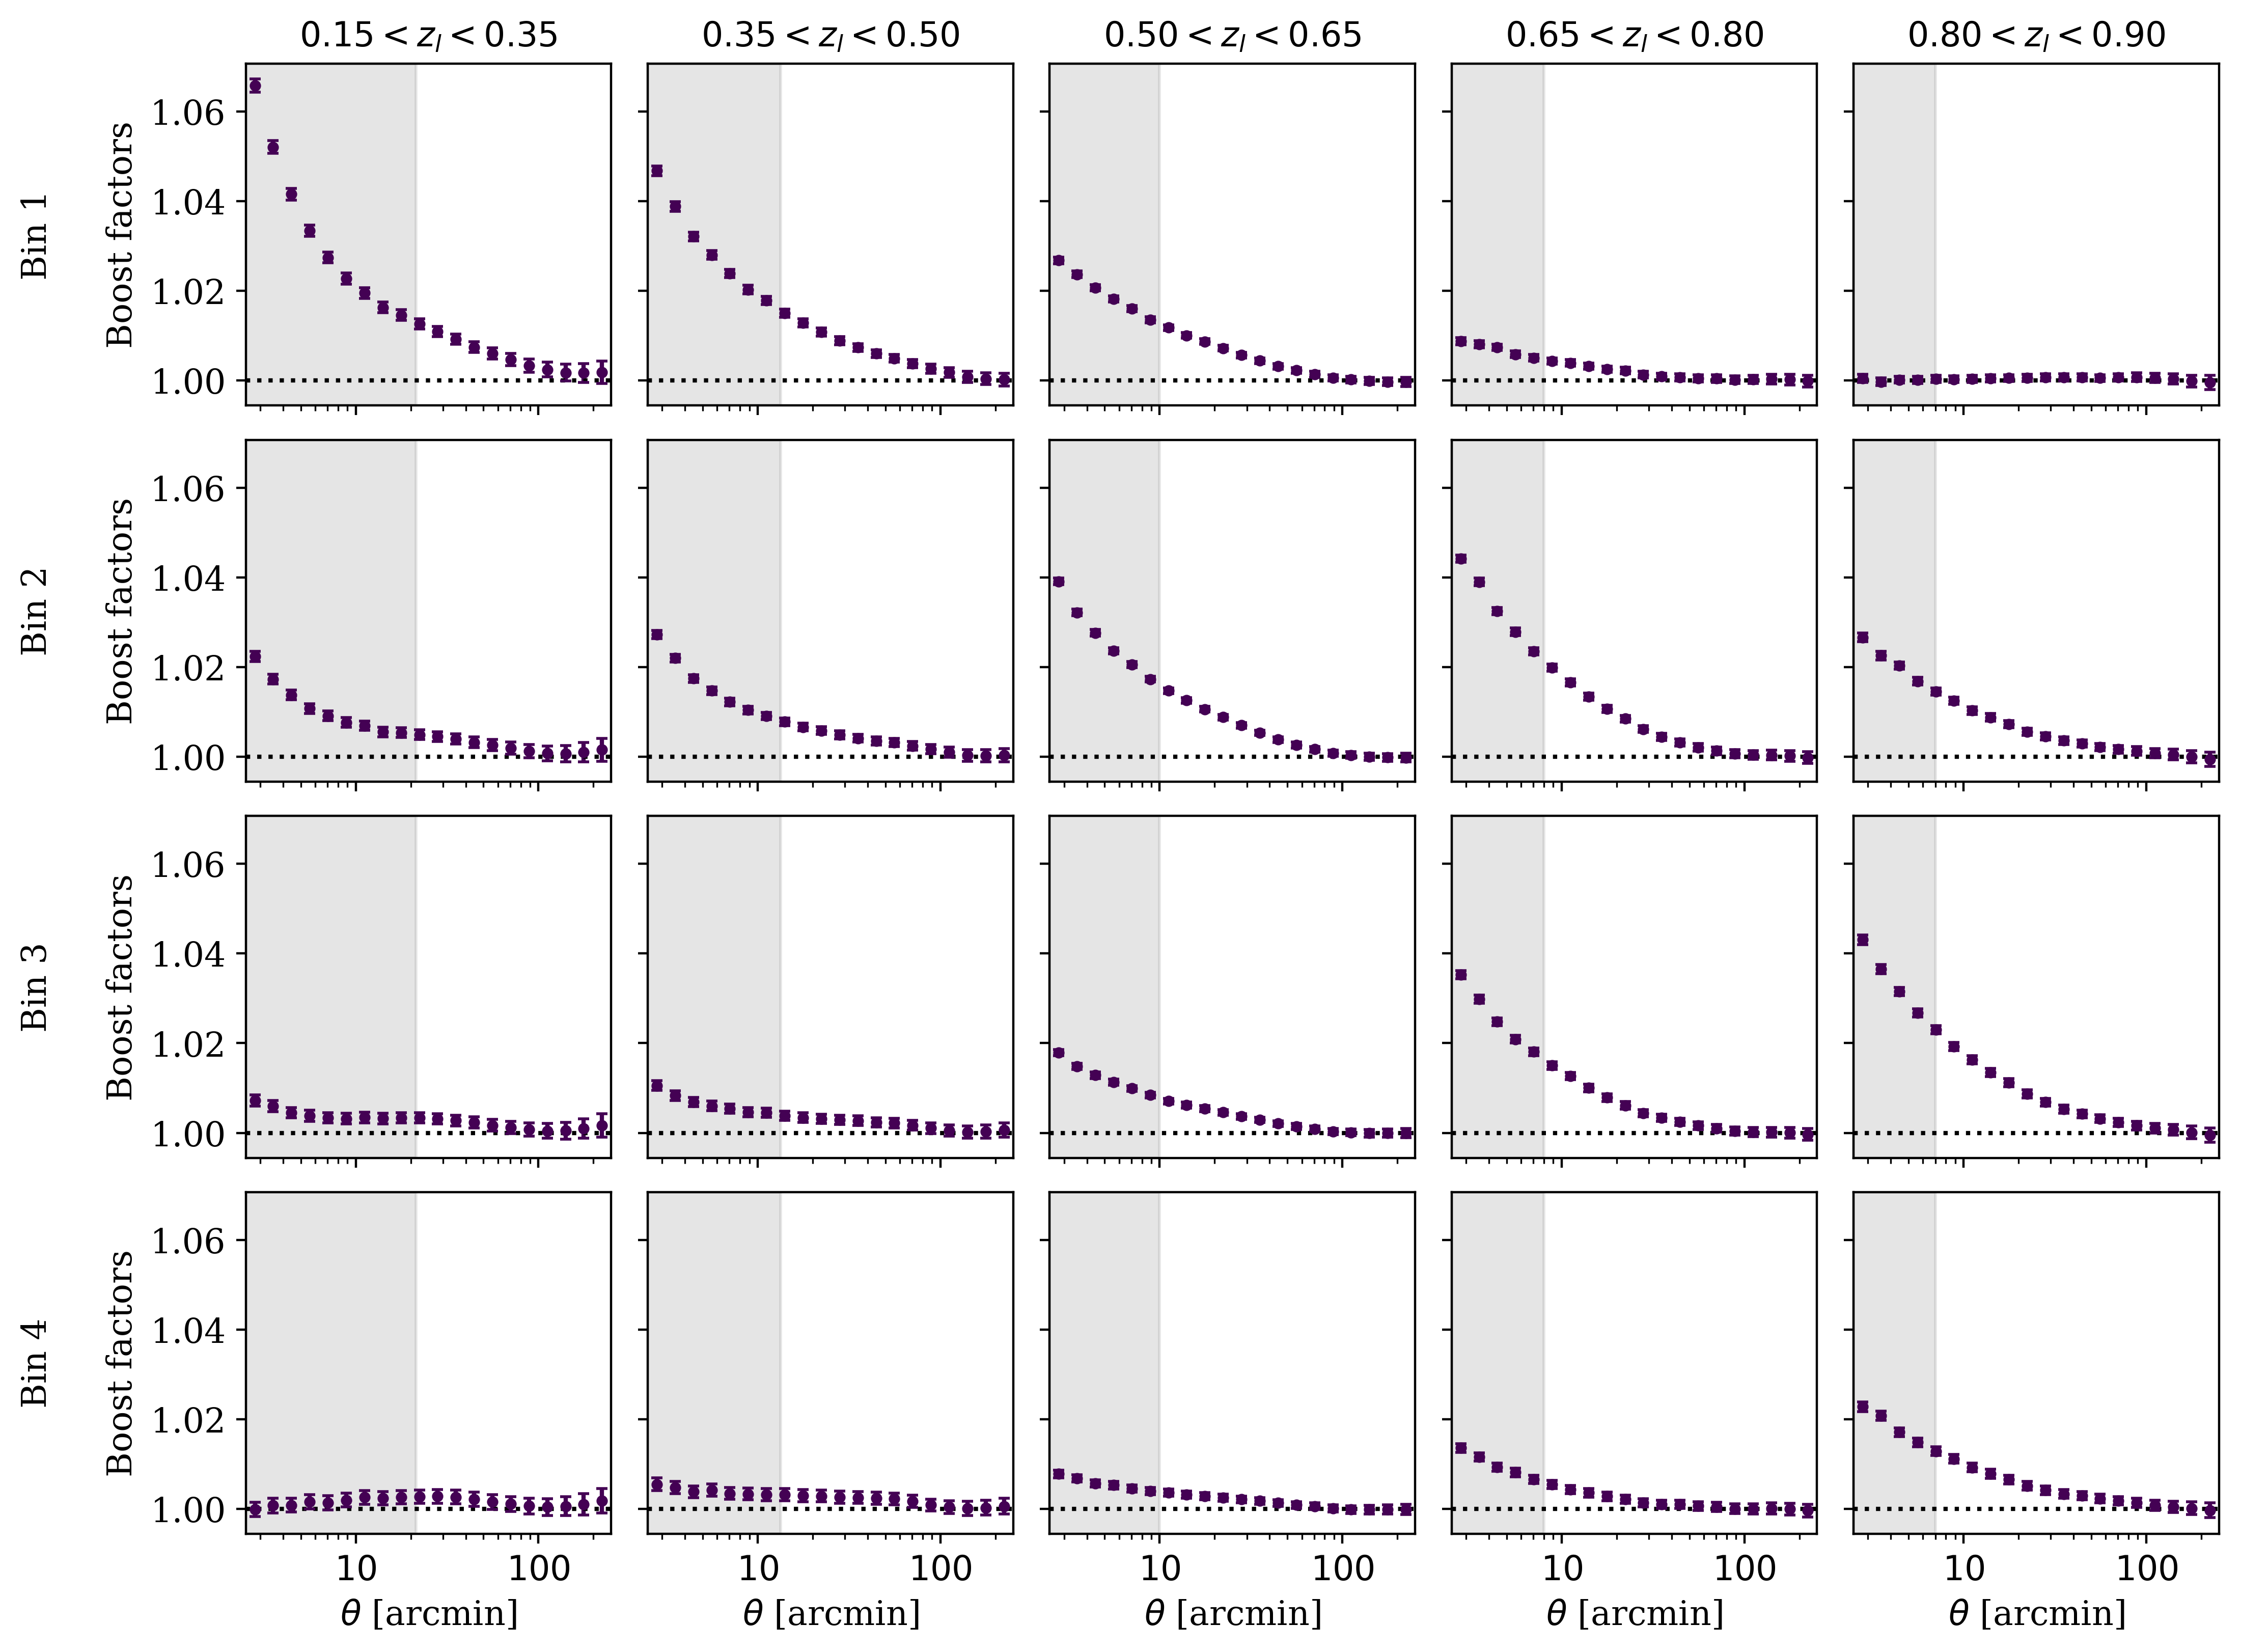 0.15 < z_l < 0.35 0.35 < z_l < 0.50 0.50 < z_l < 0.65 0.65 < z_l < 0.80 0.80 < z_l < 0.90
Bin 1
Boost factors
1.06
1.04
1.02
1.00
Bin 2
Boost factors
1.06
1.04
1.02
1.00
Bin 3
Boost factors
1.06
1.04
1.02
1.00
Bin 4
Boost factors
1.06
1.04
1.02
1.00
10 100 10 100 10 100 10 100 10 100
θ [arcmin] θ [arcmin] θ [arcmin] θ [arcmin] θ [arcmin]